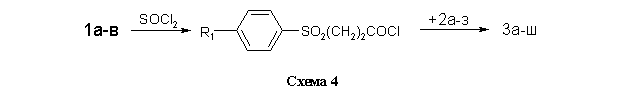 1а-в SOCl₂ R₁ SO₂(CH₂)₂COCl +2а-з 3а-ш
Схема 4